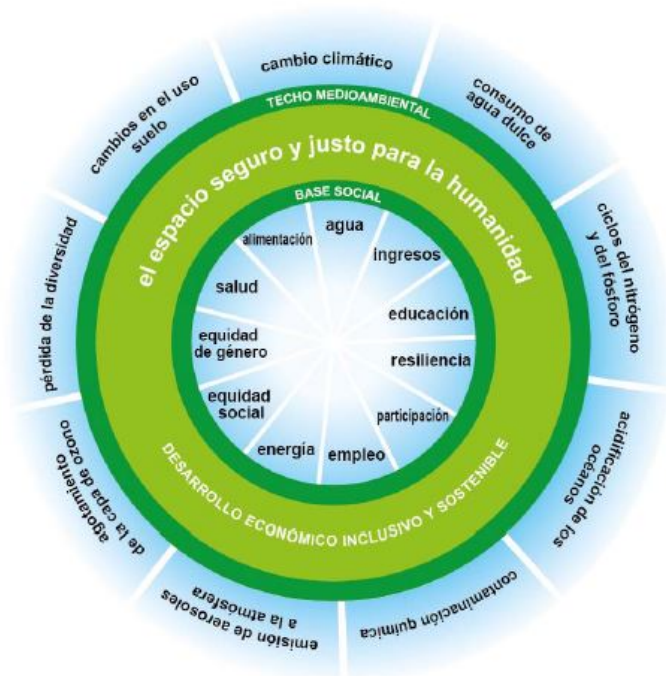 cambio climático
consumo de
agua dulce
ciclos del nitrógeno
y del fósforo
acidificación de los
océanos
contaminación química
emisión de aerosoles
a la atmósfera
agotamiento
de la capa de ozono
pérdida de la diversidad
cambios en el uso
suelo
TECHO MEDIOAMBIENTAL
el espacio seguro y justo para la humanidad
BASE SOCIAL
agua
ingresos
educación
resiliencia
participación
empleo
energía
equidad
social
equidad
de género
salud
alimentación
DESARROLLO ECONÓMICO INCLUSIVO Y SOSTENIBLE